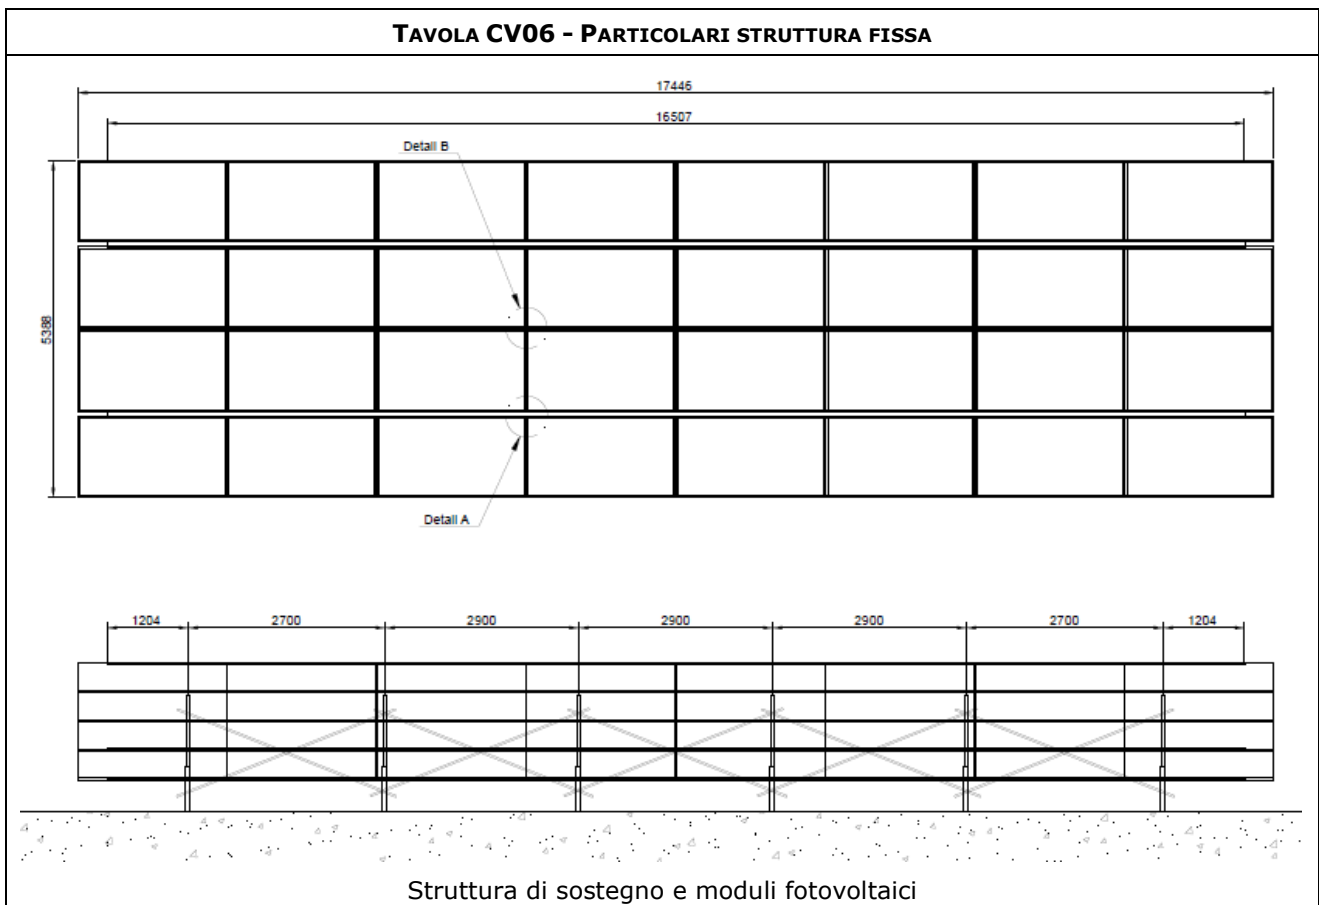 TAVOLA CV06 - PARTICOLARI STRUTTURA FISSA
17446
16507
Detail B
5388
Detail A
1204 2700 2900 2900 2900 2700 1204
Struttura di sostegno e moduli fotovoltaici